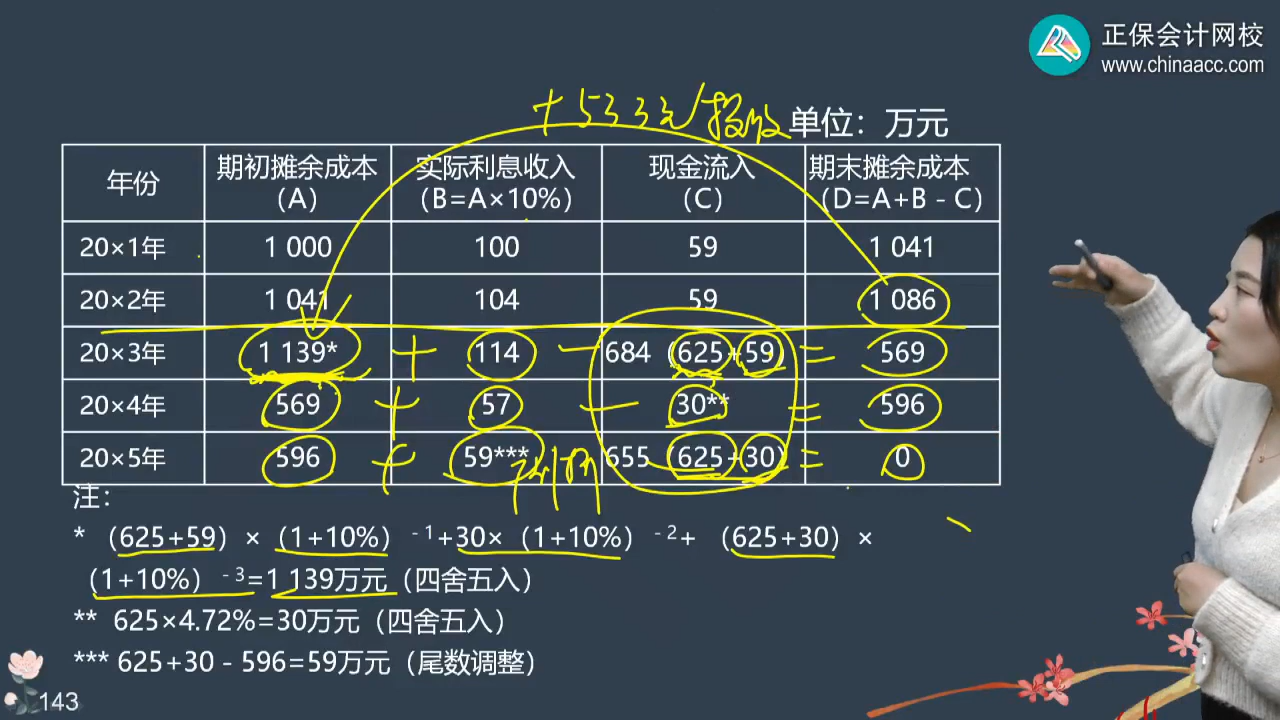 正保会计网校
www.chinaacc.com
单位：万元
年份 期初摊余成本（A） 实际利息收入（B=A×10%） 现金流入（C） 期末摊余成本（D=A+B-C）
20×1年 1 000 100 59 1 041
20×2年 1 041 104 59 1 086
20×3年 1 139* + 114 - 684（625+59） = 569
20×4年 569 + 57 - 30** = 596
20×5年 596 + 59*** 655（625+30） = 0
注：
* （625+59）×（1+10%）-1+30×（1+10%）-2+（625+30）×
（1+10%）-3=1 139万元（四舍五入）
** 625×4.72%=30万元（四舍五入）
*** 625+30-596=59万元（尾数调整）
143